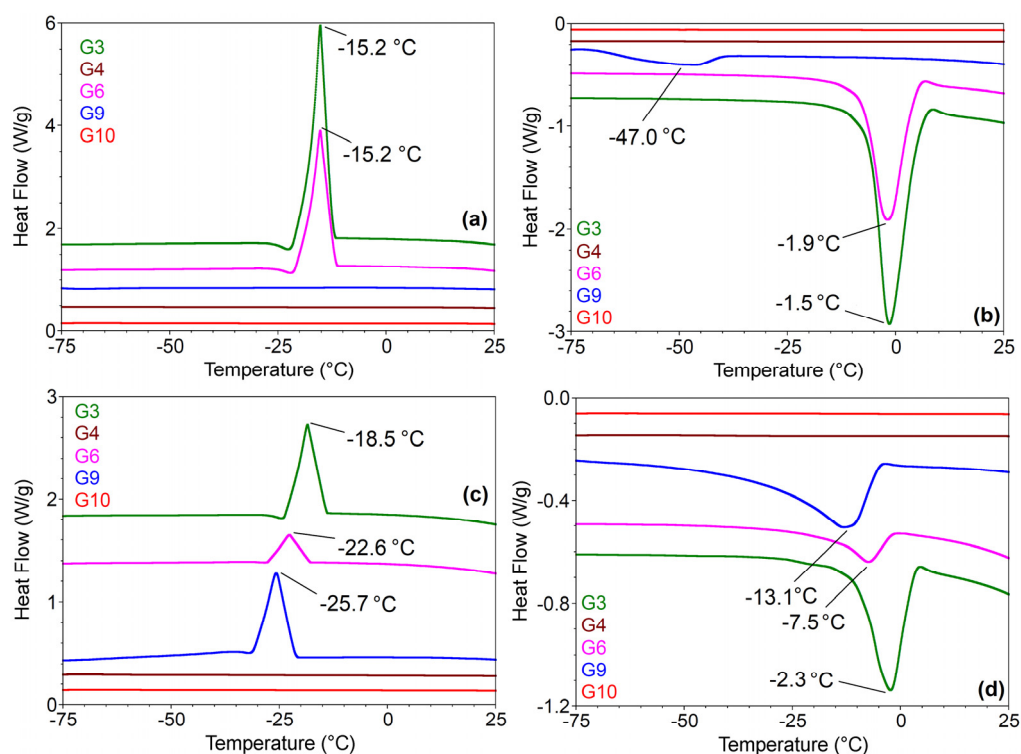 6
4
2
0
Heat Flow (W/g)
G3
G4
G6
G9
G10
-15.2 °C
-15.2 °C
(a)
-75
-50
-25
0
25
Temperature (°C)
0
-1
-2
-3
Heat Flow (W/g)
-47.0 °C
G3
G4
G6
G9
G10
-1.9°C
-1.5 °C
(b)
-75
-50
-25
0
25
Temperature (°C)
3
2
1
0
Heat Flow (W/g)
G3
G4
G6
G9
G10
-18.5 °C
-22.6 °C
-25.7 °C
(c)
-75
-50
-25
0
25
Temperature (°C)
0.0
-0.4
-0.8
-1.2
Heat Flow (W/g)
G3
G4
G6
G9
G10
-13.1 °C
-7.5 °C
-2.3 °C
(d)
-75
-50
-25
0
25
Temperature (°C)